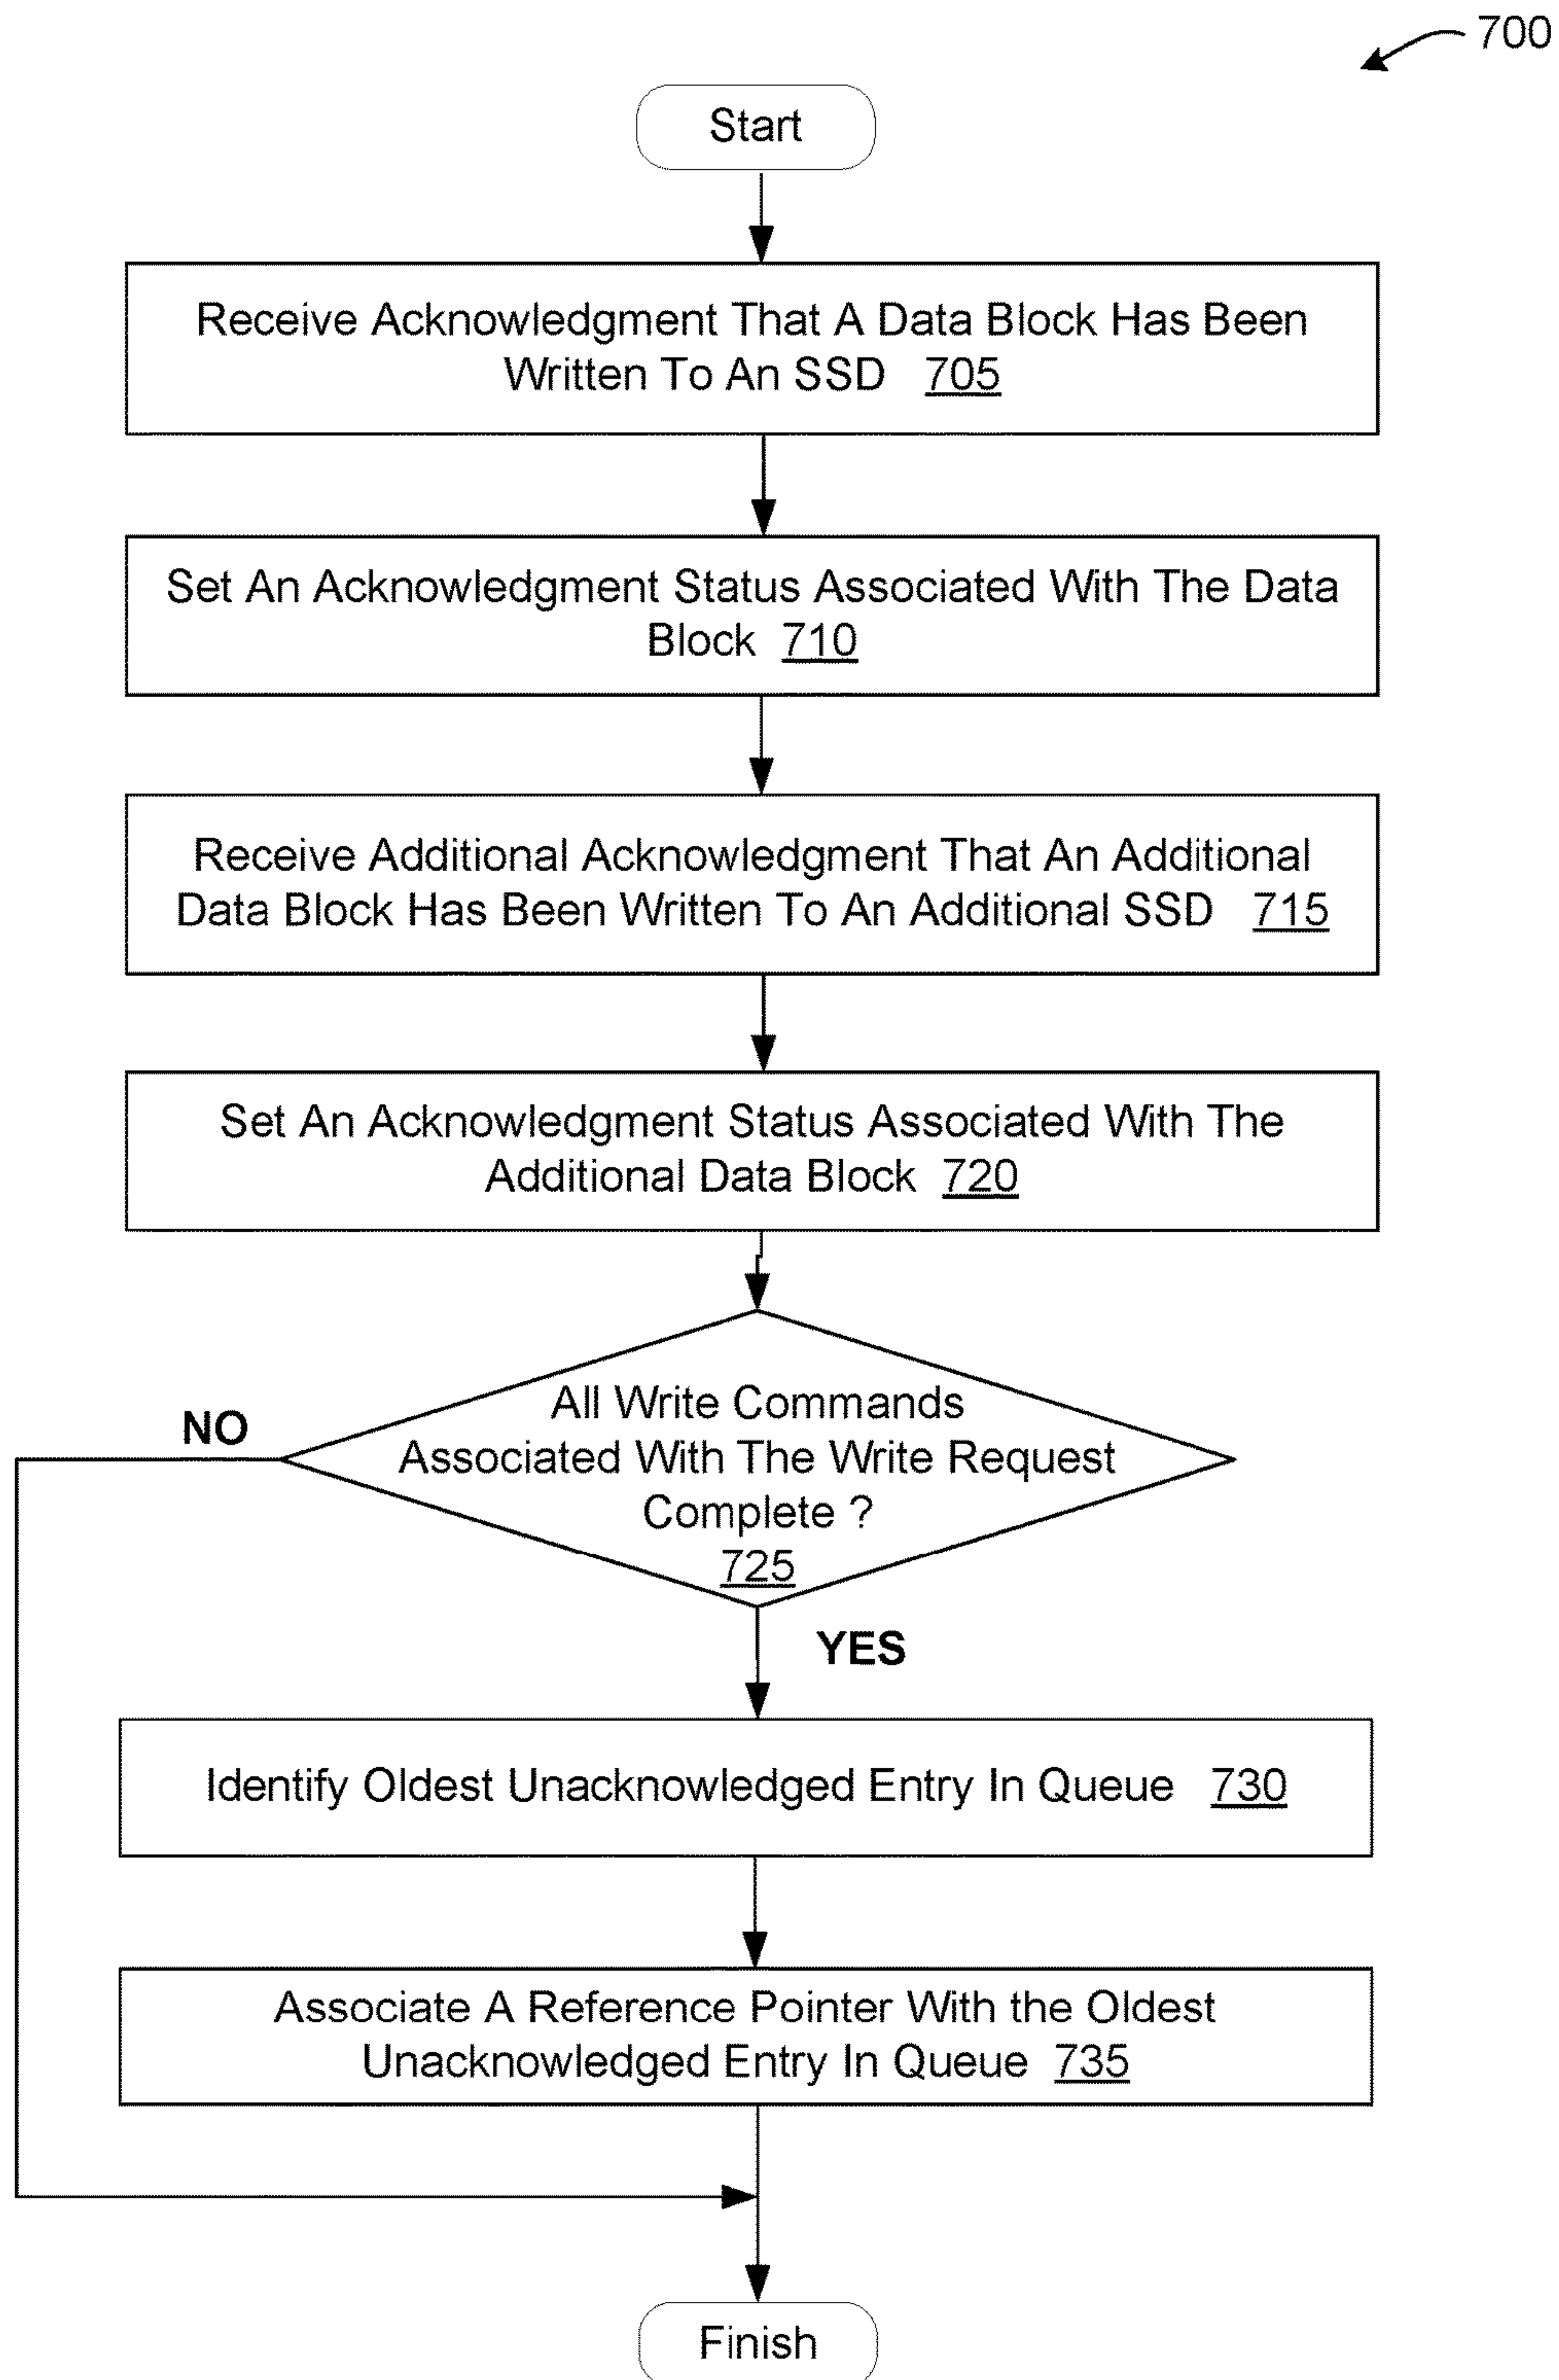 700
Start
Receive Acknowledgment That A Data Block Has Been
Written To An SSD 705
Set An Acknowledgment Status Associated With The Data
Block 710
Receive Additional Acknowledgment That An Additional
Data Block Has Been Written To An Additional SSD 715
Set An Acknowledgment Status Associated With The
Additional Data Block 720
All Write Commands
Associated With The Write Request
Complete ?
725
NO
YES
Identify Oldest Unacknowledged Entry In Queue 730
Associate A Reference Pointer With the Oldest
Unacknowledged Entry In Queue 735
Finish